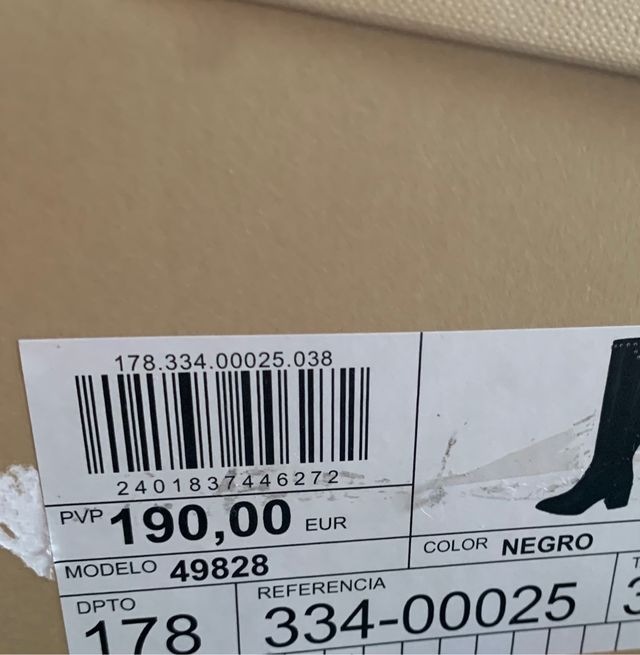 178.334.00025.038
2401837446272
PVP 190,00 EUR
COLOR NEGRO
MODELO 49828
DPTO
178
REFERENCIA
334-00025